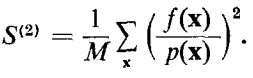 $S^{(2)} = \frac{1}{M} \sum_{\mathbf{x}} \left( \frac{f(\mathbf{x})}{p(\mathbf{x})} \right)^2.$